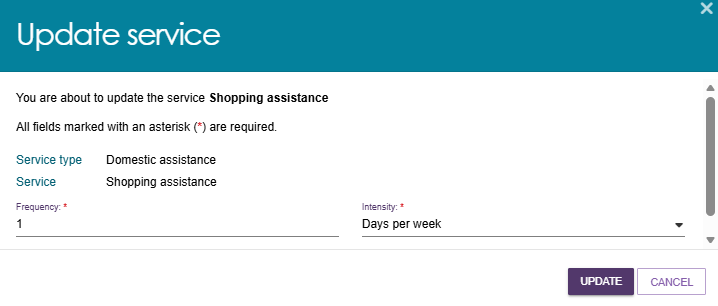 Update service
You are about to update the service Shopping assistance
All fields marked with an asterisk (*) are required.
Service type Domestic assistance
Service Shopping assistance
Frequency: * Intensity: *
1 Days per week
UPDATE CANCEL